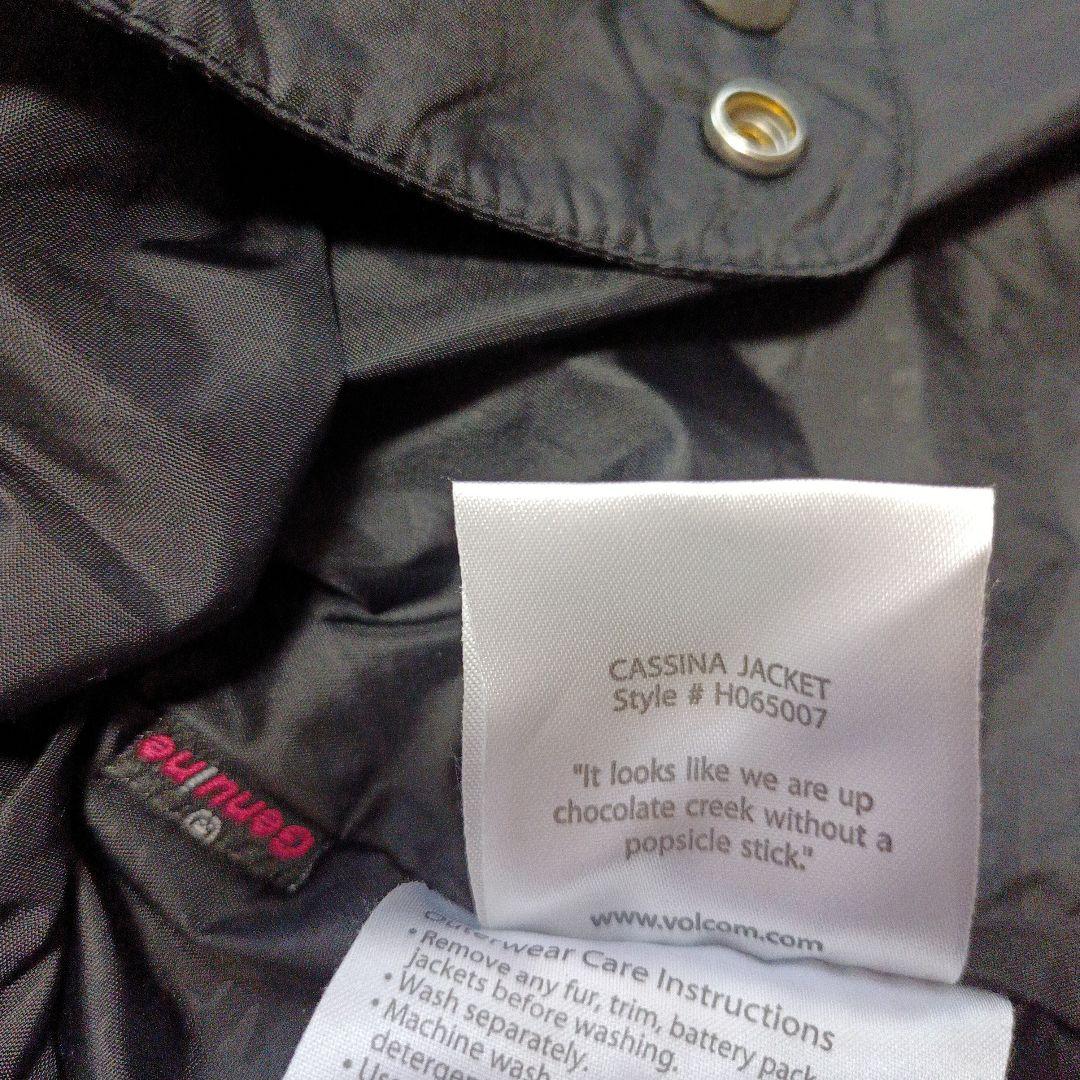 CASSINA JACKET
Style # H065007
"It looks like we are up
chocolate creek without a
popsicle stick."
www.volcom.com
Outerwear Care Instructions
• Remove any fur, trim, battery pack
jackets before washing.
• Wash separately.
• Machine wash
• Use
Genuine